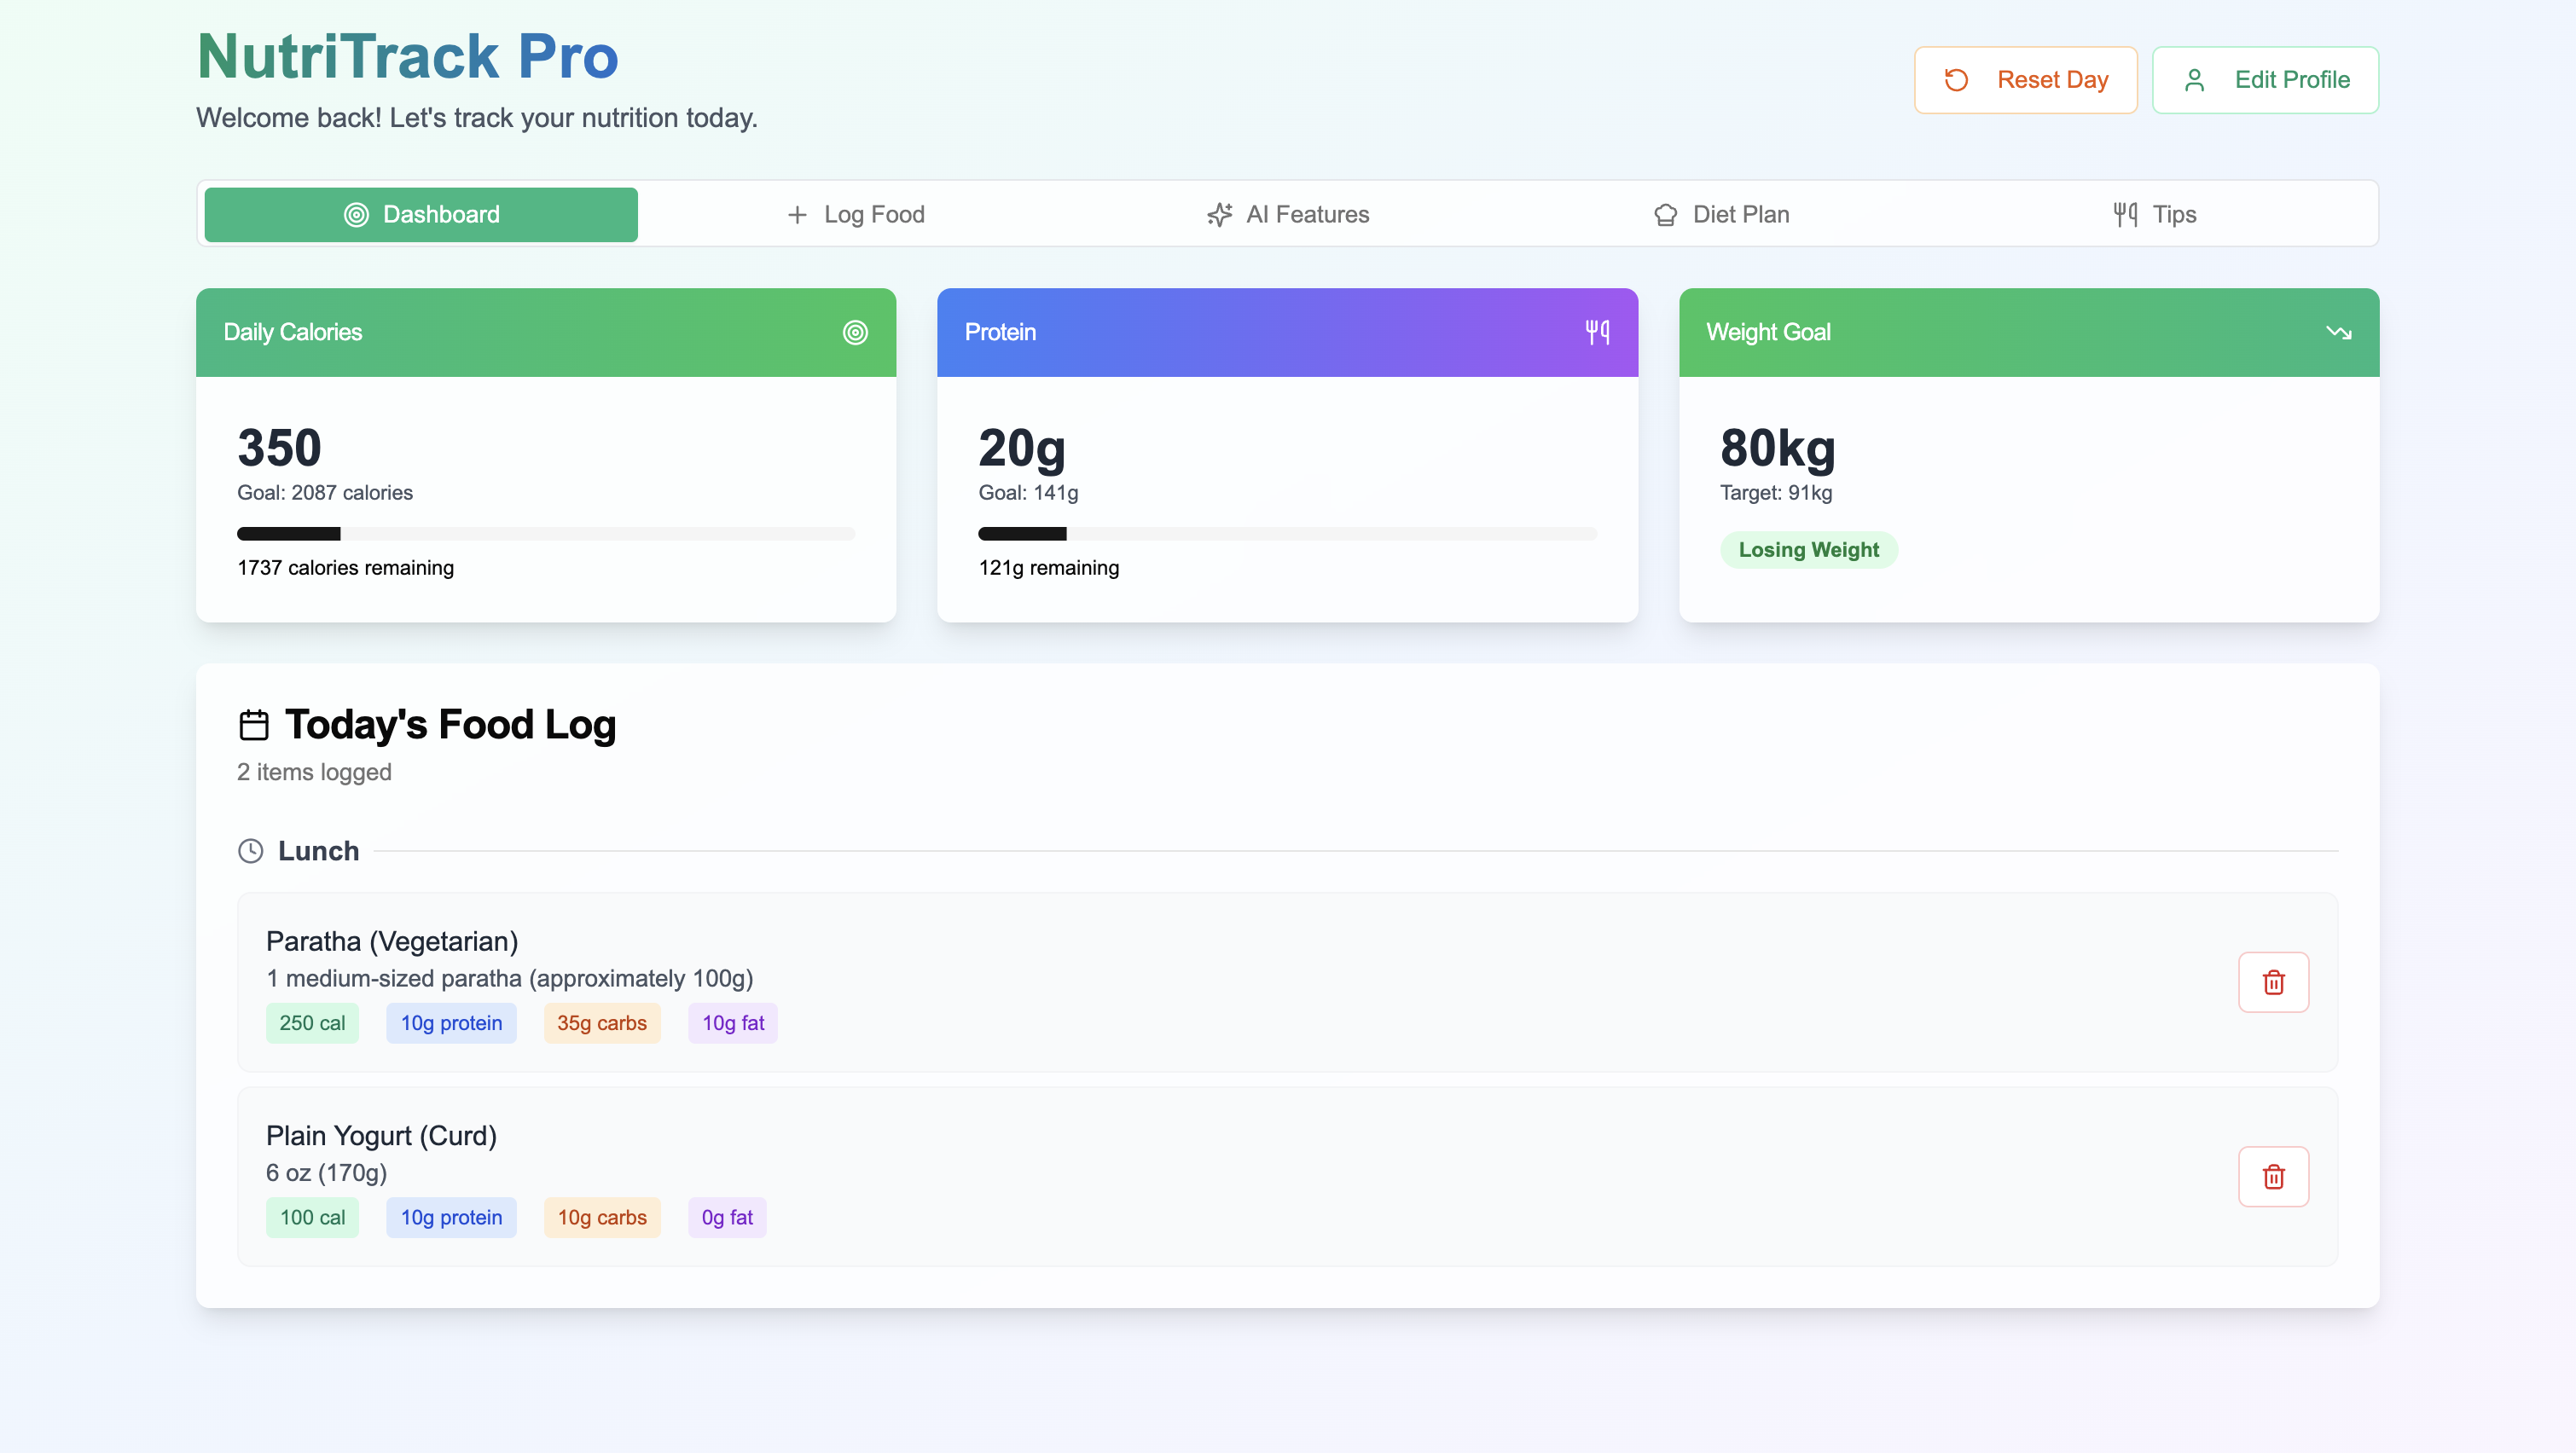 NutriTrack Pro
Welcome back! Let's track your nutrition today.
Reset Day
Edit Profile
Dashboard
Log Food
AI Features
Diet Plan
Tips
Daily Calories
350
Goal: 2087 calories
1737 calories remaining
Protein
20g
Goal: 141g
121g remaining
Weight Goal
80kg
Target: 91kg
Losing Weight
Today's Food Log
2 items logged
Lunch
Paratha (Vegetarian)
1 medium-sized paratha (approximately 100g)
250 cal 10g protein 35g carbs 10g fat
Plain Yogurt (Curd)
6 oz (170g)
100 cal 10g protein 10g carbs 0g fat